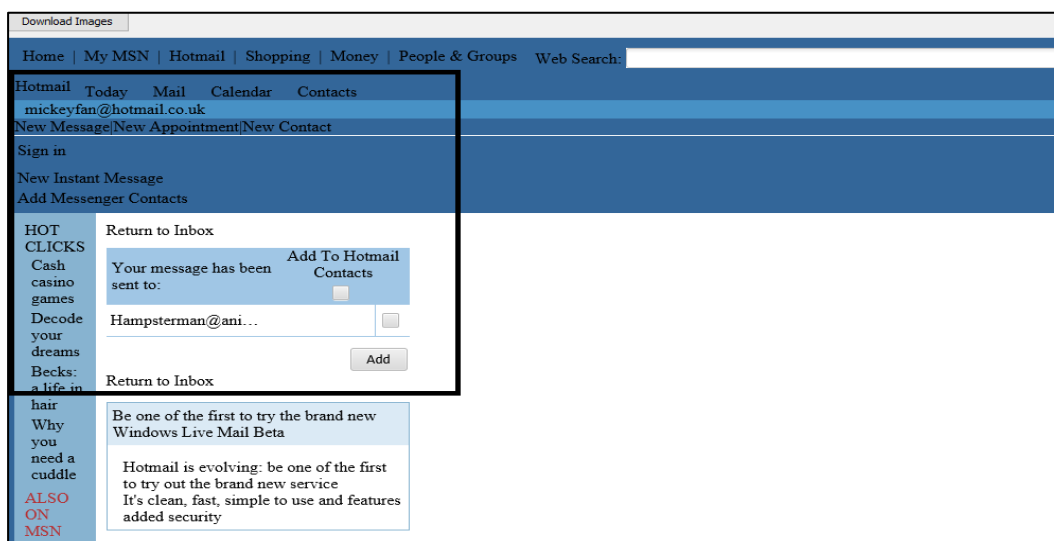 Download Images
Home | My MSN | Hotmail | Shopping | Money | People & Groups Web Search:
Hotmail Today Mail Calendar Contacts
mickeyfan@hotmail.co.uk
New Message|New Appointment|New Contact
Sign in
New Instant Message
Add Messenger Contacts
HOT
CLICKS
Cash
casino
games
Decode
your
dreams
Becks:
a life in
hair
Why
you
need a
cuddle
ALSO
ON
MSN
Return to Inbox
Add To Hotmail
Contacts
Your message has been
sent to:
Hampsterman@ani...
Add
Return to Inbox
Be one of the first to try the brand new
Windows Live Mail Beta
Hotmail is evolving: be one of the first
to try out the brand new service
It's clean, fast, simple to use and features
added security